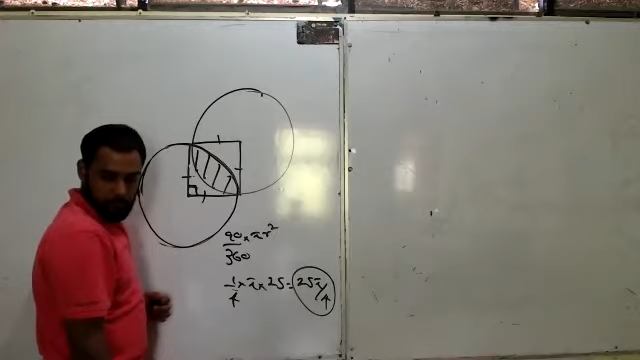 90/360 × πr²
1/4 × π × 25 = 25π/4